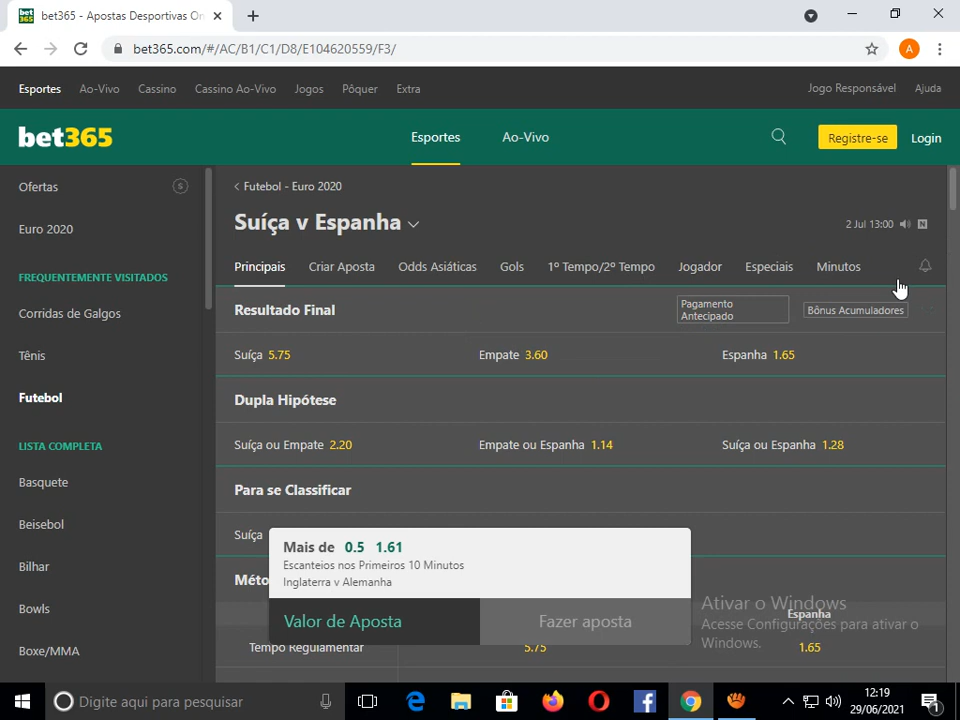 bet365 - Apostas Desportivas On
bet365.com/#/AC/B1/C1/D8/E104620559/F3/
A
Esportes Ao-Vivo Cassino Cassino Ao-Vivo Jogos Pôquer Extra Jogo Responsável Ajuda
bet365 Esportes Ao-Vivo Registre-se Login
Ofertas 5
Euro 2020
FREQUENTEMENTE VISITADOS
Corridas de Galgos
Tênis
Futebol
LISTA COMPLETA
Basquete
Beisebol
Bilhar
Bowls
Boxe/MMA
Futebol - Euro 2020
Suíça v Espanha 2 Jul 13:00 N
Principais Criar Aposta Odds Asiáticas Gols 1º Tempo/2º Tempo Jogador Especiais Minutos
Resultado Final Pagamento Antecipado Bônus Acumuladores
Suíça 5.75 Empate 3.60 Espanha 1.65
Dupla Hipótese
Suíça ou Empate 2.20 Empate ou Espanha 1.14 Suíça ou Espanha 1.28
Para se Classificar
Suíça
Méto
Espanha
Tempo Regulamentar 5.75 1.65
Mais de 0.5 1.61
Escanteios nos Primeiros 10 Minutos
Inglaterra v Alemanha
Valor de Aposta Fazer aposta
Ativar o Windows
Acesse Configurações para ativar o
Windows.
Digite aqui para pesquisar
12:19
29/06/2021
1